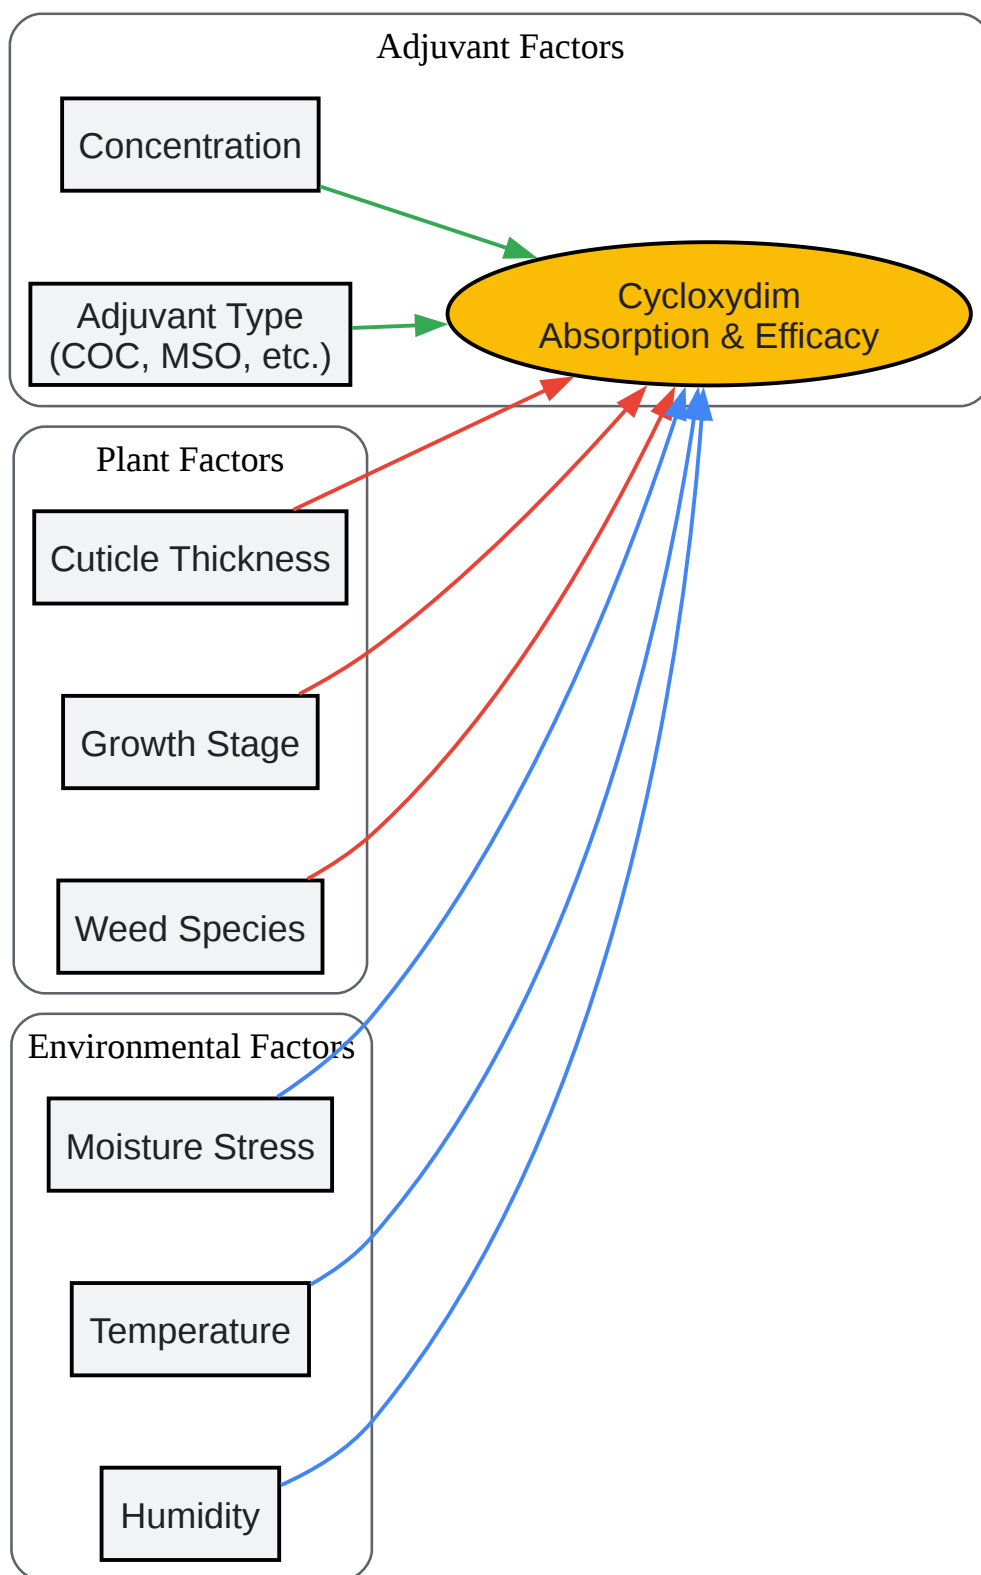 Adjuvant Factors
Concentration
Adjuvant Type
(COC, MSO, etc.)
Cycloxydim
Absorption & Efficacy
Plant Factors
Cuticle Thickness
Growth Stage
Weed Species
Environmental Factors
Moisture Stress
Temperature
Humidity